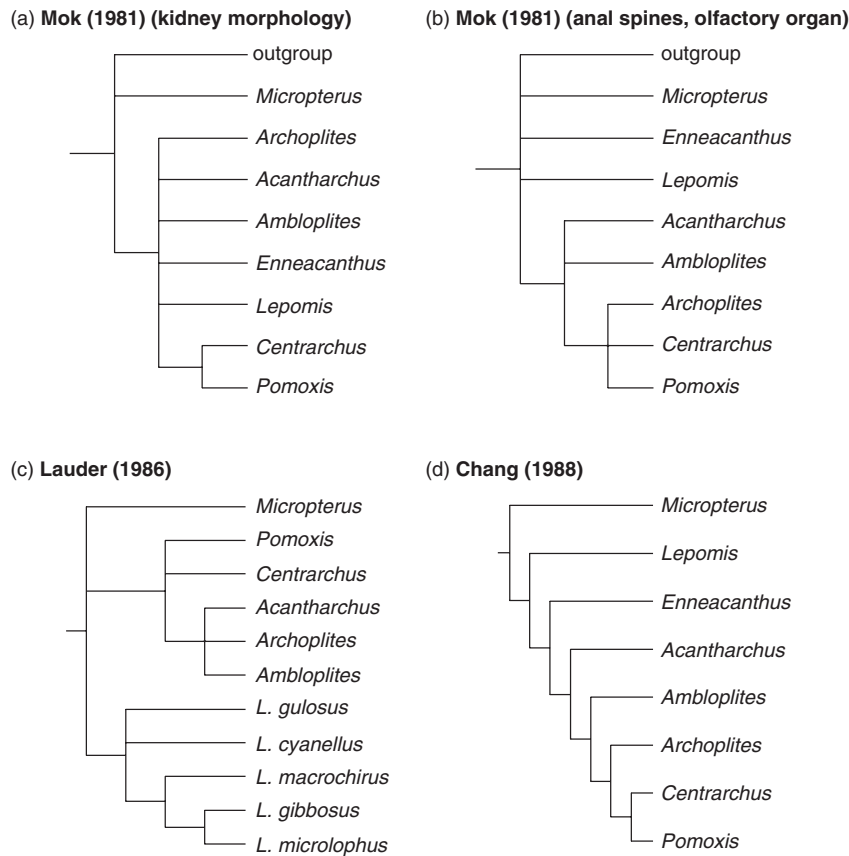 (a) Mok (1981) (kidney morphology)
outgroup
Micropterus
Archoplites
Acantharchus
Ambloplites
Enneacanthus
Lepomis
Centrarchus
Pomoxis
(b) Mok (1981) (anal spines, olfactory organ)
outgroup
Micropterus
Enneacanthus
Lepomis
Acantharchus
Ambloplites
Archoplites
Centrarchus
Pomoxis
(c) Lauder (1986)
Micropterus
Pomoxis
Centrarchus
Acantharchus
Archoplites
Ambloplites
L. gulosus
L. cyanellus
L. macrochirus
L. gibbosus
L. microlophus
(d) Chang (1988)
Micropterus
Lepomis
Enneacanthus
Acantharchus
Ambloplites
Archoplites
Centrarchus
Pomoxis